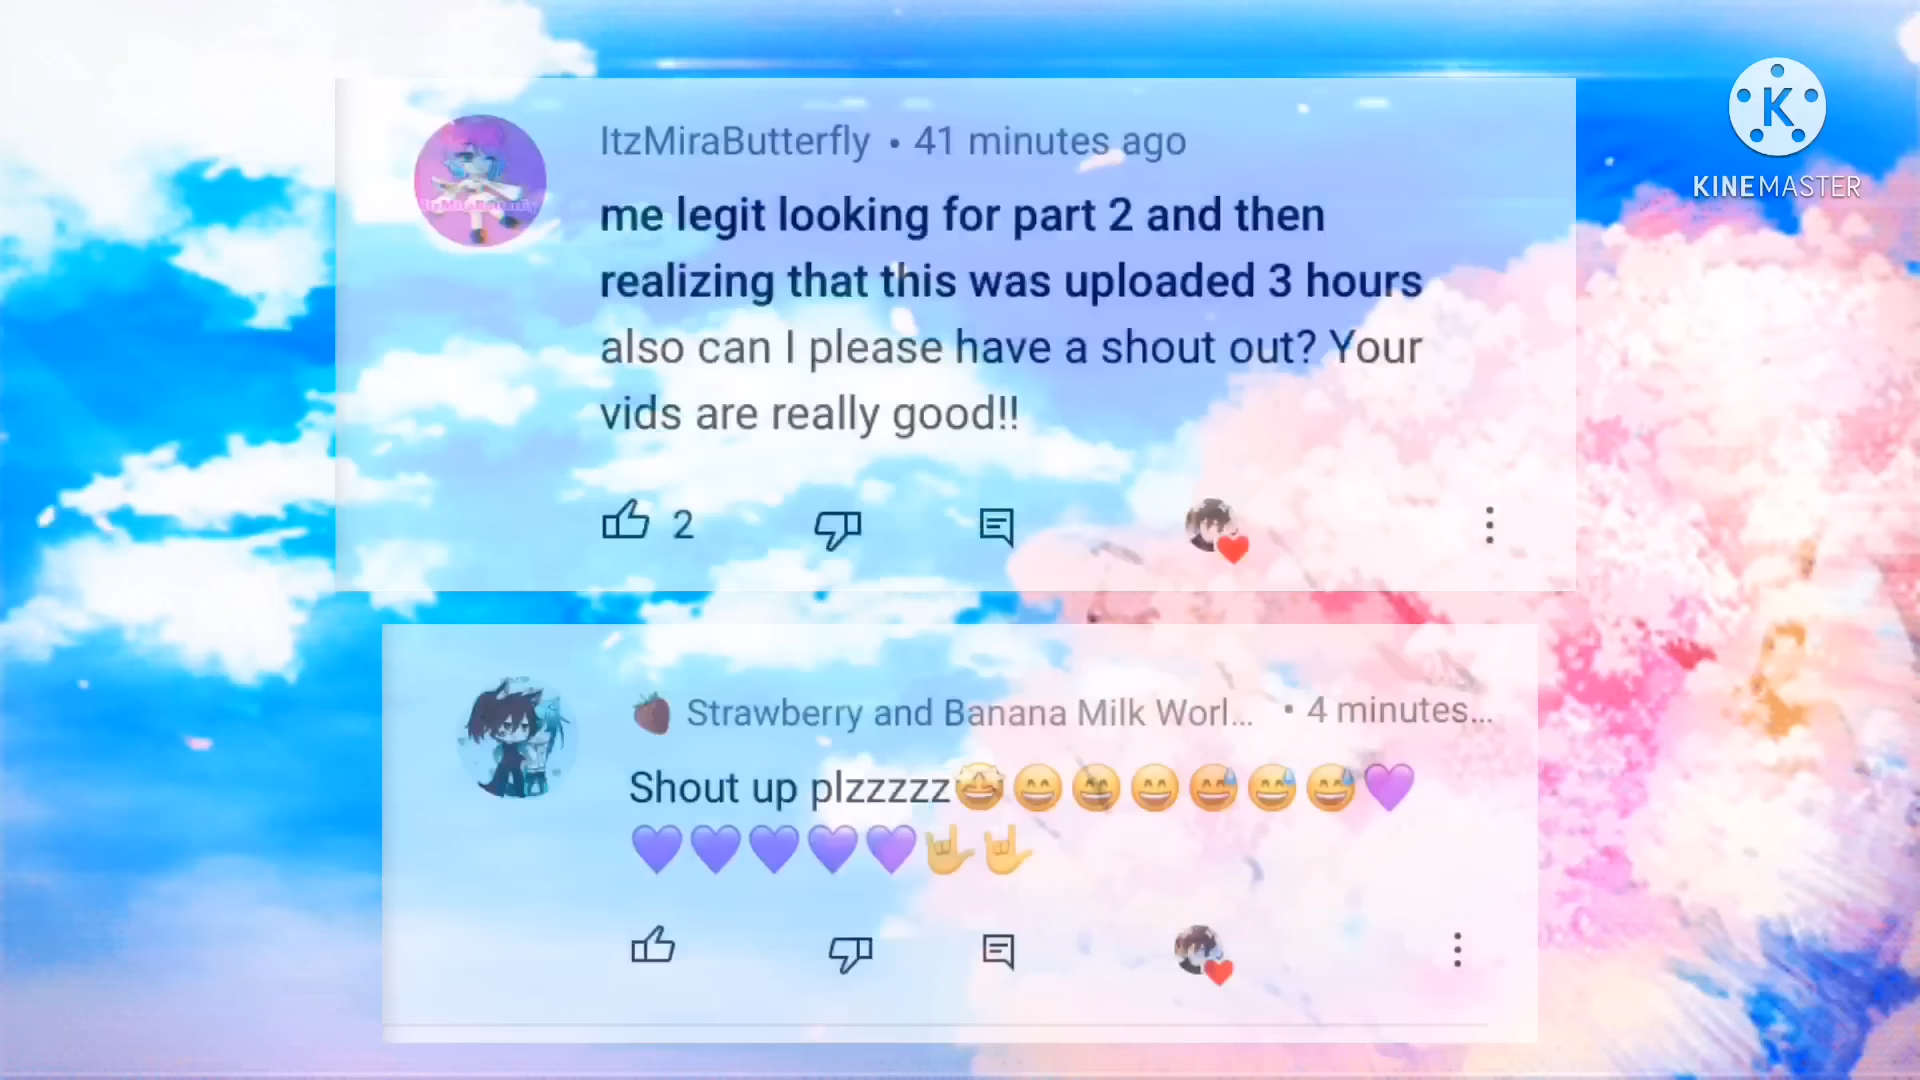 ItzMiraButterfly • 41 minutes ago
me legit looking for part 2 and then
realizing that this was uploaded 3 hours
also can I please have a shout out? Your
vids are really good!!
2
K
KINEMASTER
🍓 Strawberry and Banana Milk Worl... • 4 minutes...
Shout up plzzzzz🤩😄😄😄😅😅😅💜
💜💜💜💜💜🤟🤟